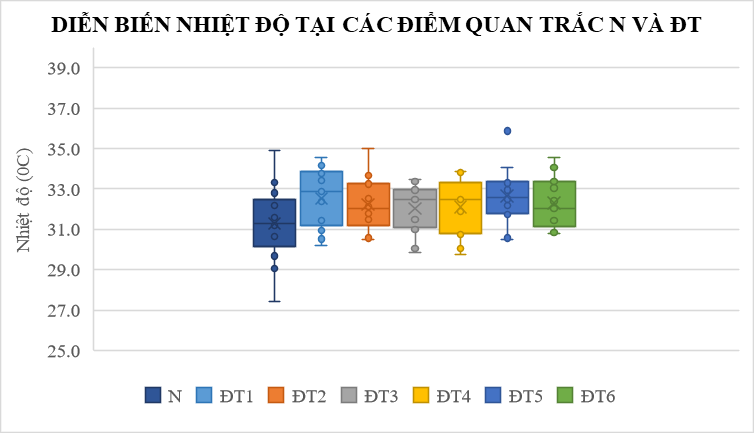 DIỄN BIẾN NHIỆT ĐỘ TẠI CÁC ĐIỂM QUAN TRẮC N VÀ ĐT
Nhiệt độ (0C)
39.0
37.0
35.0
33.0
31.0
29.0
27.0
25.0
N ĐT1 ĐT2 ĐT3 ĐT4 ĐT5 ĐT6